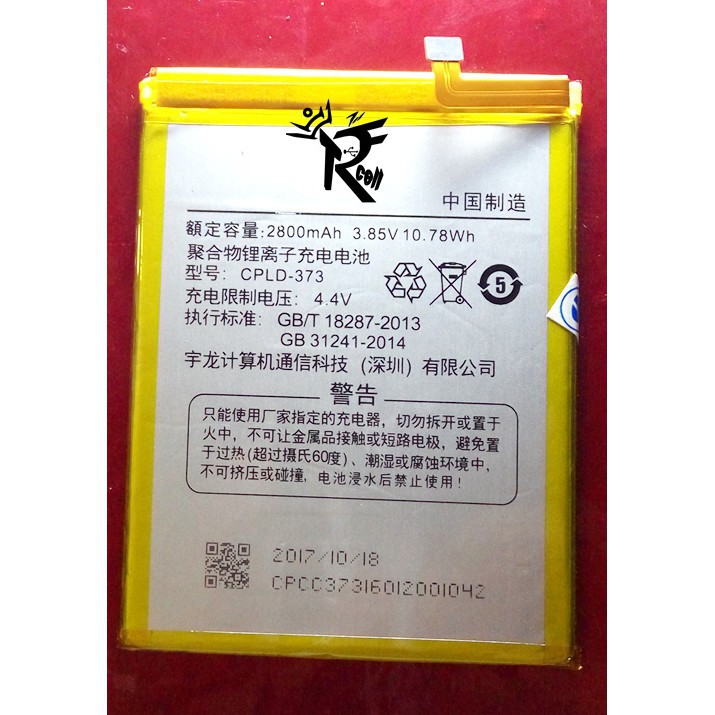 RF
cell
中国制造
額定容量:2800mAh 3.85V 10.78Wh
聚合物锂离子充电电池
型号: CPLD-373
充电限制电压: 4.4V
5
执行标准: GB/T 18287-2013
GB 31241-2014
宇龙计算机通信科技 (深圳) 有限公司
警告
只能使用厂家指定的充电器, 切勿拆开或置于
火中, 不可让金属品接触或短路电极, 避免置
于过热(超过摄氏60度)、潮湿或腐蚀环境中,
不可挤压或碰撞, 电池浸水后禁止使用!
2017/10/18
CPCC37316012001042